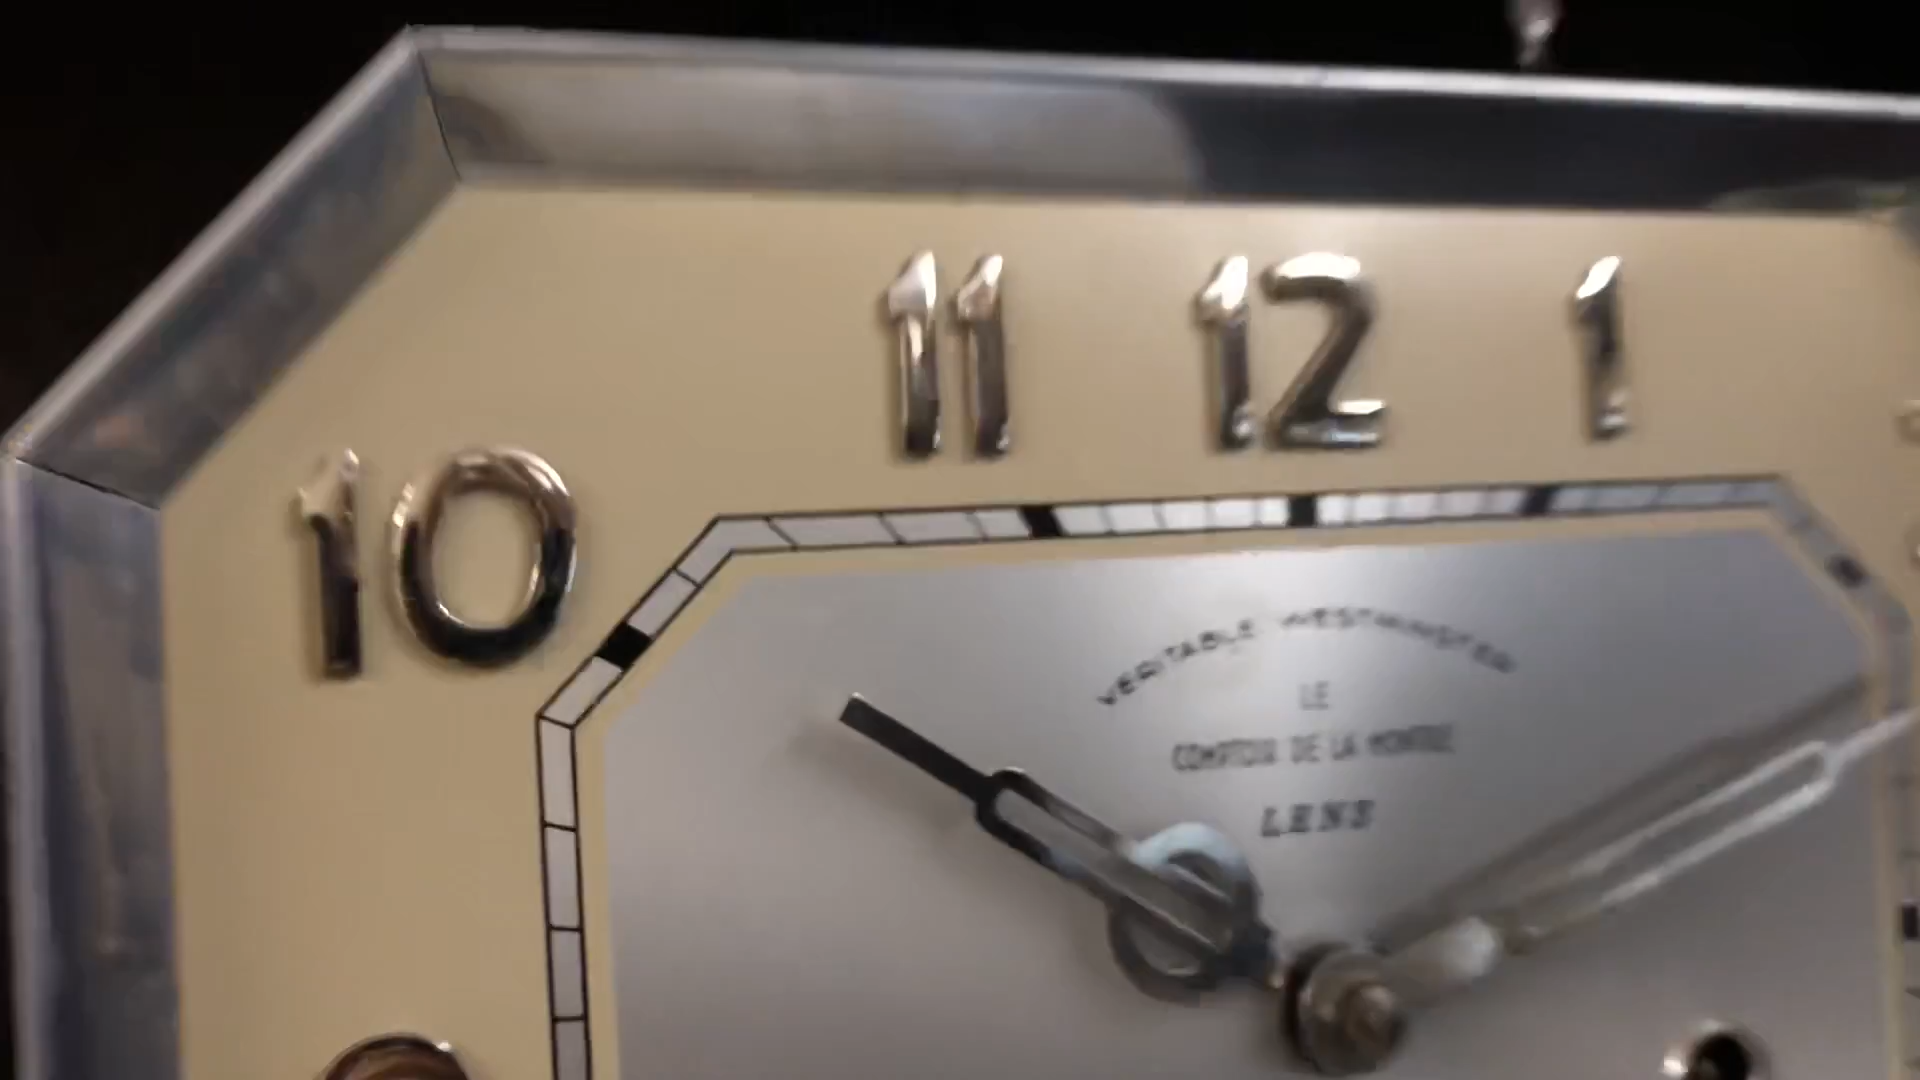 11 12 1
10
VERITABLE WESTMINSTER
LE
COMPTOIR DE LA MONTRE
LENS